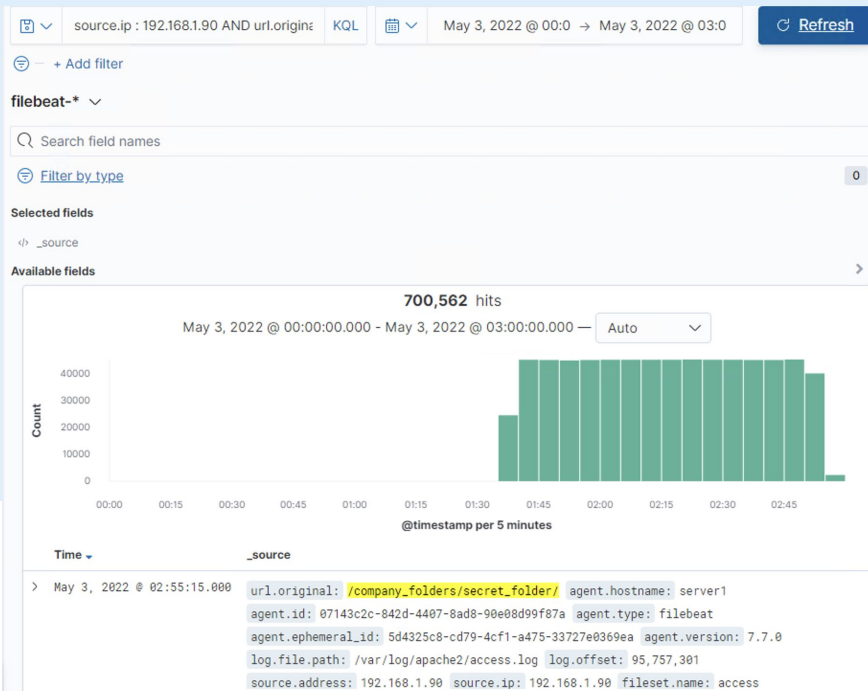 source.ip : 192.168.1.90 AND url.origina KQL May 3, 2022 @ 00:0 → May 3, 2022 @ 03:0 Refresh
+ Add filter
filebeat-*
Search field names
Filter by type 0
Selected fields
</> _source
Available fields
700,562 hits
May 3, 2022 @ 00:00:00.000 - May 3, 2022 @ 03:00:00.000 — Auto
Count
40000
30000
20000
10000
0
00:00 00:15 00:30 00:45 01:00 01:15 01:30 01:45 02:00 02:15 02:30 02:45
@timestamp per 5 minutes
Time _source
May 3, 2022 @ 02:55:15.000 url.original: /company_folders/secret_folder/ agent.hostname: server1
agent.id: 07143c2c-842d-4407-8ad8-90e08d99f87a agent.type: filebeat
agent.ephemeral_id: 5d4325c8-cd79-4cf1-a475-33727e0369ea agent.version: 7.7.0
log.file.path: /var/log/apache2/access.log log.offset: 95,757,301
source.address: 192.168.1.90 source.ip: 192.168.1.90 fileset.name: access